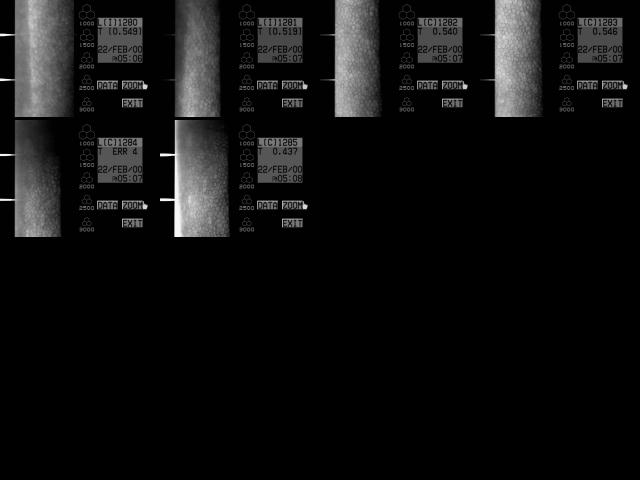 L(I)1280
1000
T (0.549)
1500
22/FEB/00
2000
PM05:06
2500
DATA ZOOM
EXIT
3000
L(I)1281
1000
T (0.519)
1500
22/FEB/00
2000
PM05:07
2500
DATA ZOOM
EXIT
3000
L(C)1282
1000
T 0.540
1500
22/FEB/00
2000
PM05:07
2500
DATA ZOOM
EXIT
3000
L(C)1283
1000
T 0.546
1500
22/FEB/00
2000
PM05:07
2500
DATA ZOOM
EXIT
3000
L(C)1284
1000
T ERR 4
1500
22/FEB/00
2000
PM05:07
2500
DATA ZOOM
EXIT
3000
L(C)1285
1000
T 0.437
1500
22/FEB/00
2000
PM05:08
2500
DATA ZOOM
EXIT
3000